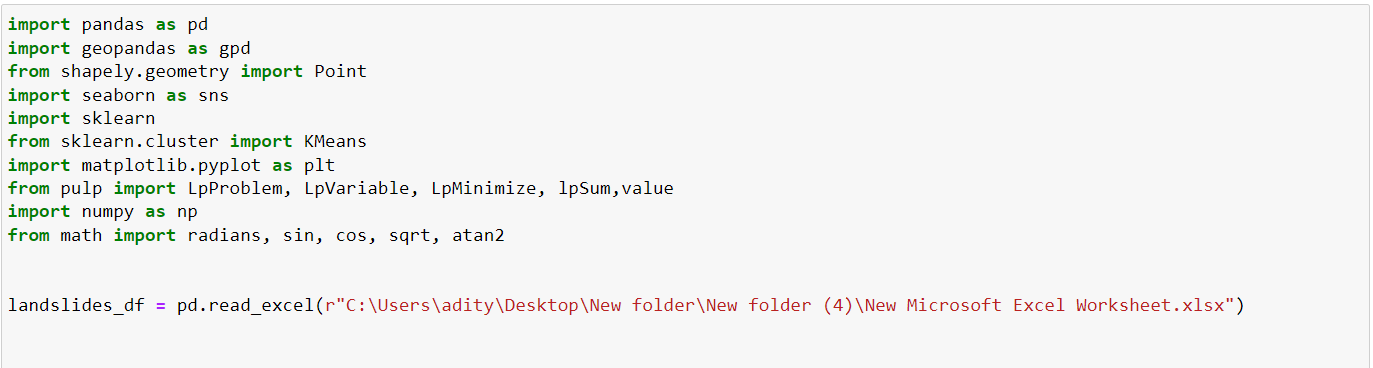 import pandas as pd
import geopandas as gpd
from shapely.geometry import Point
import seaborn as sns
import sklearn
from sklearn.cluster import KMeans
import matplotlib.pyplot as plt
from pulp import LpProblem, LpVariable, LpMinimize, lpSum,value
import numpy as np
from math import radians, sin, cos, sqrt, atan2
landslides_df = pd.read_excel(r"C:\Users\adity\Desktop\New folder\New folder (4)\New Microsoft Excel Worksheet.xlsx")